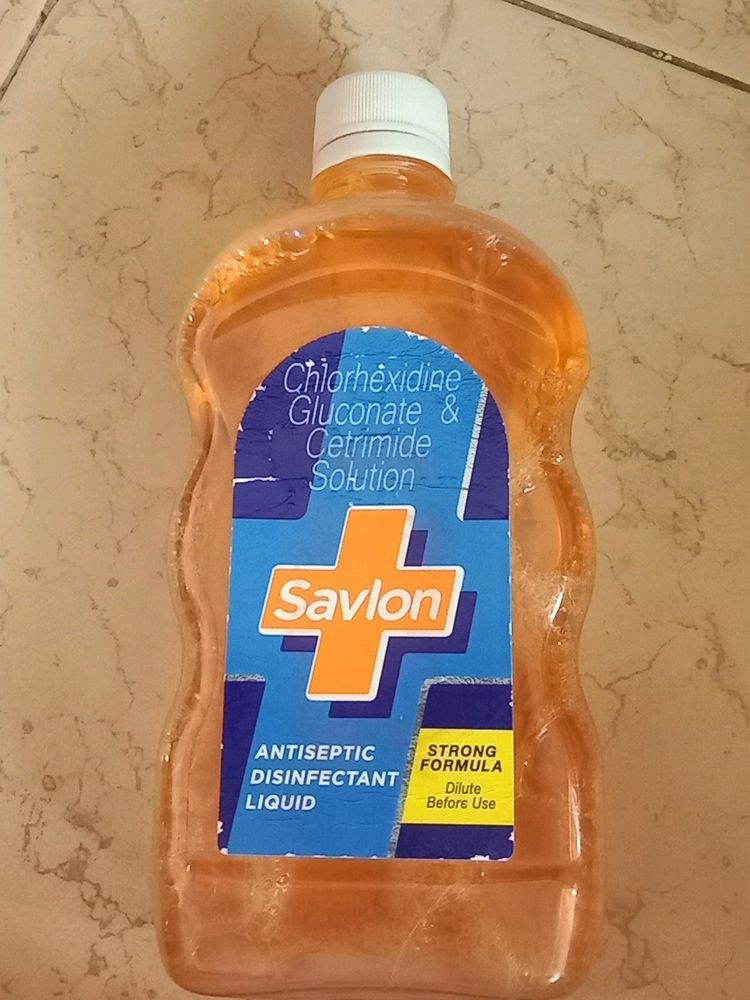 Chlorhexidine
Gluconate &
Cetrimide
Solution
Savlon
ANTISEPTIC
DISINFECTANT
LIQUID
STRONG
FORMULA
Dilute
Before Use